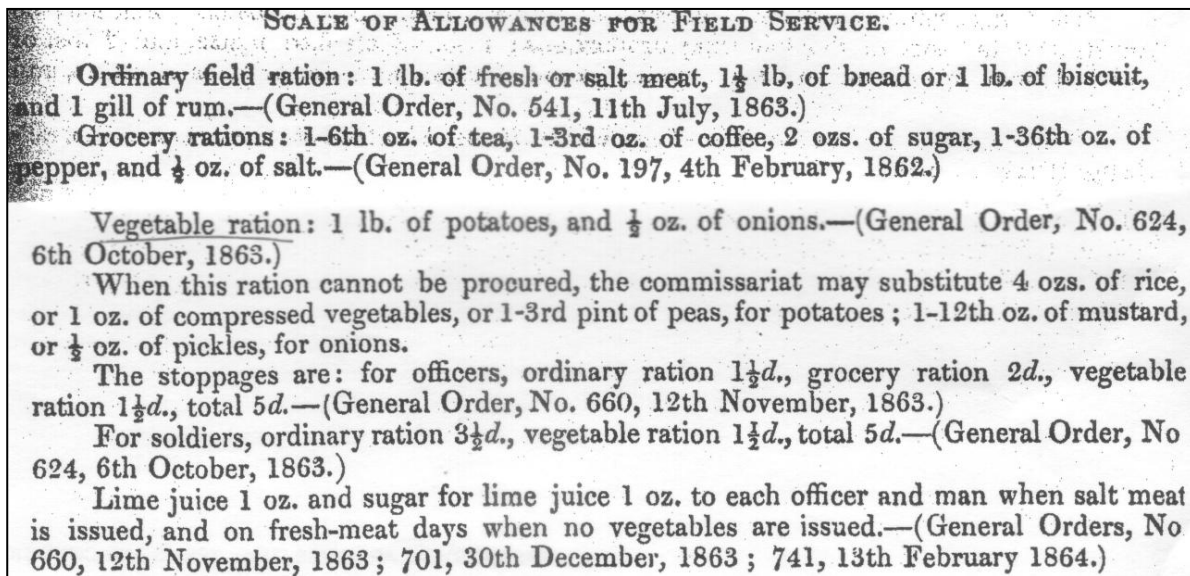 SCALE OF ALLOWANCES FOR FIELD SERVICE.
Ordinary field ration: 1 lb. of fresh or salt meat, 1½ lb. of bread or 1 lb. of biscuit,
and 1 gill of rum.—(General Order, No. 541, 11th July, 1863.)
Grocery rations: 1-6th oz. of tea, 1-3rd oz. of coffee, 2 ozs. of sugar, 1-36th oz. of
pepper, and ½ oz. of salt.—(General Order, No. 197, 4th February, 1862.)
Vegetable ration: 1 lb. of potatoes, and ½ oz. of onions.—(General Order, No. 624,
6th October, 1863.)
When this ration cannot be procured, the commissariat may substitute 4 ozs. of rice,
or 1 oz. of compressed vegetables, or 1-3rd pint of peas, for potatoes; 1-12th oz. of mustard,
or ½ oz. of pickles, for onions.
The stoppages are: for officers, ordinary ration 1½d., grocery ration 2d., vegetable
ration 1½d., total 5d.—(General Order, No. 660, 12th November, 1863.)
For soldiers, ordinary ration 3½d., vegetable ration 1½d., total 5d.—(General Order, No
624, 6th October, 1863.)
Lime juice 1 oz. and sugar for lime juice 1 oz. to each officer and man when salt meat
is issued, and on fresh-meat days when no vegetables are issued.—(General Orders, No
660, 12th November, 1863; 701, 30th December, 1863; 741, 13th February 1864.)